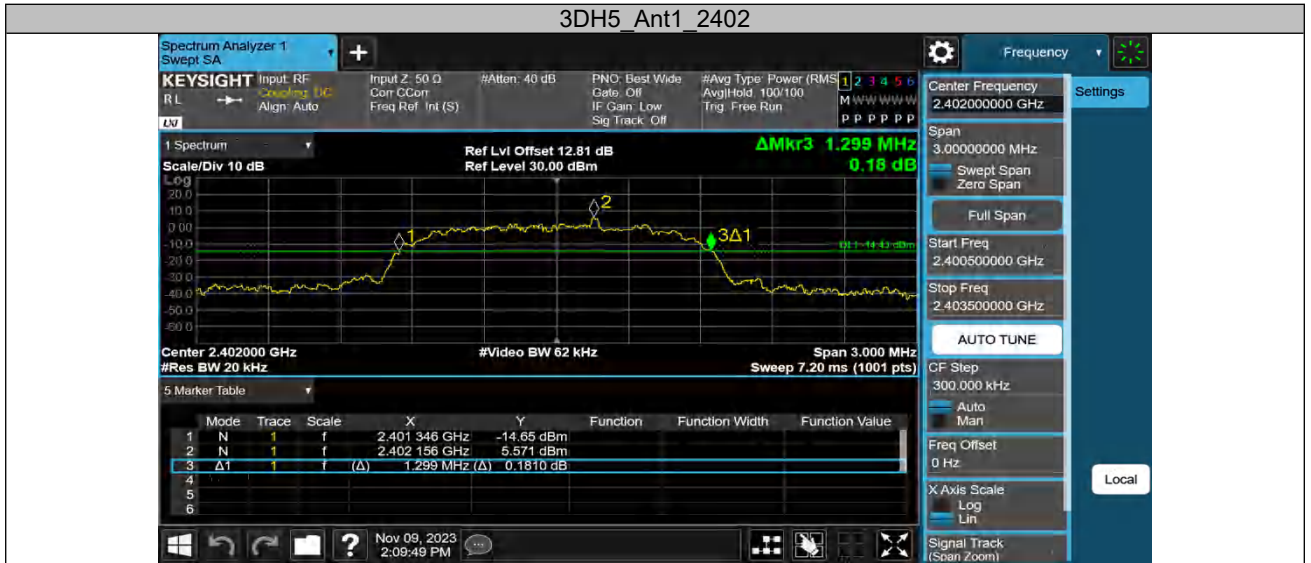 3DH5_Ant1_2402
Spectrum Analyzer 1
Swept SA
Frequency
KEYSIGHT
RL
LXI
Input: RF
Coupling: DC
Align: Auto
Input Z: 50 Ω
Corr CCorr
Freq Ref: Int (S)
#Atten: 40 dB
PNO: Best Wide
Gate: Off
IF Gain: Low
Sig Track: Off
#Avg Type: Power (RMS
Avg|Hold: 100/100
Trig: Free Run
1 2 3 4 5 6
M W W W W W
P P P P P P
1 Spectrum
Scale/Div 10 dB
Ref Lvl Offset 12.81 dB
Ref Level 30.00 dBm
ΔMkr3 1.299 MHz
0.18 dB
Log
20.0
10.0
0.00
-10.0
-20.0
-30.0
-40.0
-50.0
-60.0
1
2
3Δ1
DL1 -14.43 dBm
Center 2.402000 GHz
#Res BW 20 kHz
#Video BW 62 kHz
Span 3.000 MHz
Sweep 7.20 ms (1001 pts)
5 Marker Table
Mode Trace Scale X Y Function Function Width Function Value
1 N 1 f 2.401 346 GHz -14.65 dBm
2 N 1 f 2.402 156 GHz 5.571 dBm
3 Δ1 1 f (Δ) 1.299 MHz (Δ) 0.1810 dB
4
5
6
Nov 09, 2023
2:09:49 PM
Center Frequency
2.402000000 GHz
Settings
Span
3.00000000 MHz
Swept Span
Zero Span
Full Span
Start Freq
2.400500000 GHz
Stop Freq
2.403500000 GHz
AUTO TUNE
CF Step
300.000 kHz
Auto
Man
Freq Offset
0 Hz
X Axis Scale
Log
Lin
Local
Signal Track
(Span Zoom)